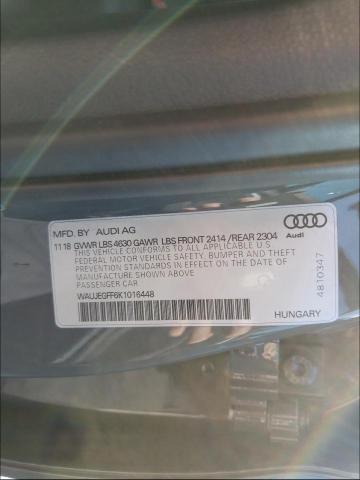 MFD. BY AUDI AG
11 18 GVWR LBS 4630 GAWR LBS FRONT 2414 / REAR 2304
THIS VEHICLE CONFORMS TO ALL APPLICABLE U.S
FEDERAL MOTOR VEHICLE SAFETY, BUMPER AND THEFT
PREVENTION STANDARDS IN EFFECT ON THE DATE OF
MANUFACTURE SHOWN ABOVE
PASSENGER CAR
WAUJEGFF6K1016448
Audi
4810347
HUNGARY